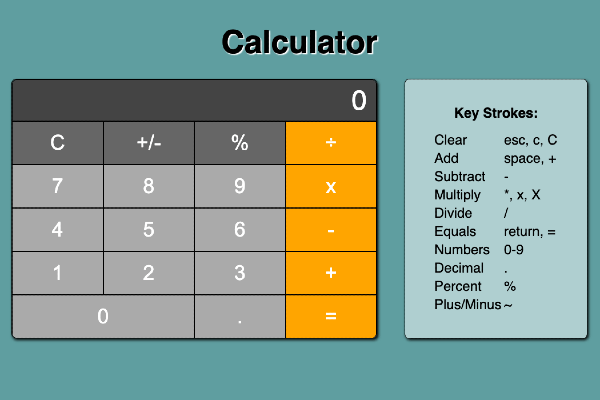 Calculator
0
C +/- % ÷
7 8 9 x
4 5 6 -
1 2 3 +
0 . =
Key Strokes:
Clear esc, c, C
Add space, +
Subtract -
Multiply *, x, X
Divide /
Equals return, =
Numbers 0-9
Decimal .
Percent %
Plus/Minus ~